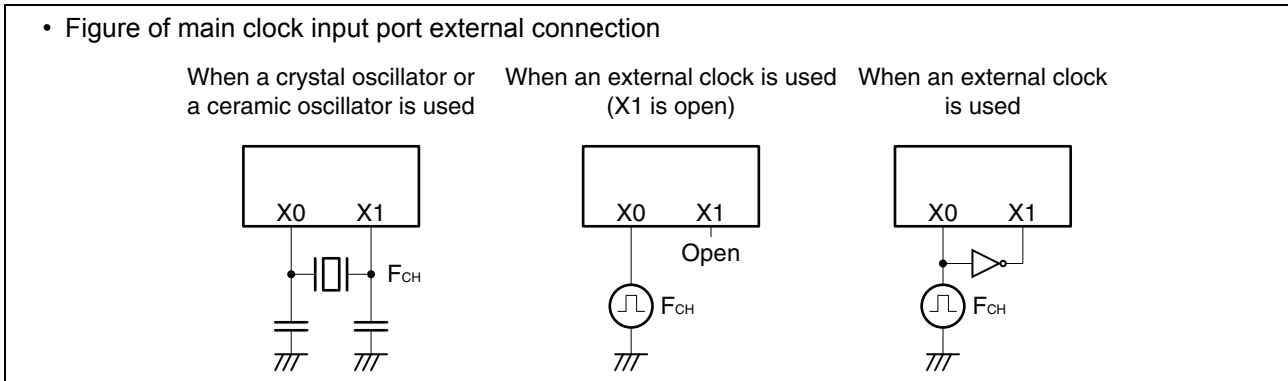 • Figure of main clock input port external connection
When a crystal oscillator or
a ceramic oscillator is used
When an external clock is used
(X1 is open)
When an external clock
is used
X0 X1
FCH
X0 X1
Open
FCH
X0 X1
FCH